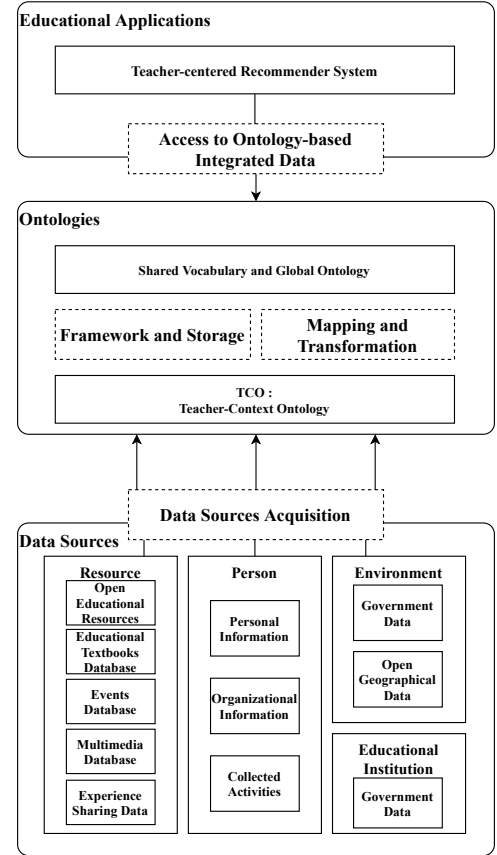 Educational Applications
Teacher-centered Recommender System
Access to Ontology-based
Integrated Data
Ontologies
Shared Vocabulary and Global Ontology
Framework and Storage
Mapping and
Transformation
TCO :
Teacher-Context Ontology
Data Sources Acquisition
Data Sources
Resource
Open
Educational
Resources
Educational
Textbooks
Database
Events
Database
Multimedia
Database
Experience
Sharing Data
Person
Personal
Information
Organizational
Information
Collected
Activities
Environment
Government
Data
Open
Geographical
Data
Educational
Institution
Government
Data